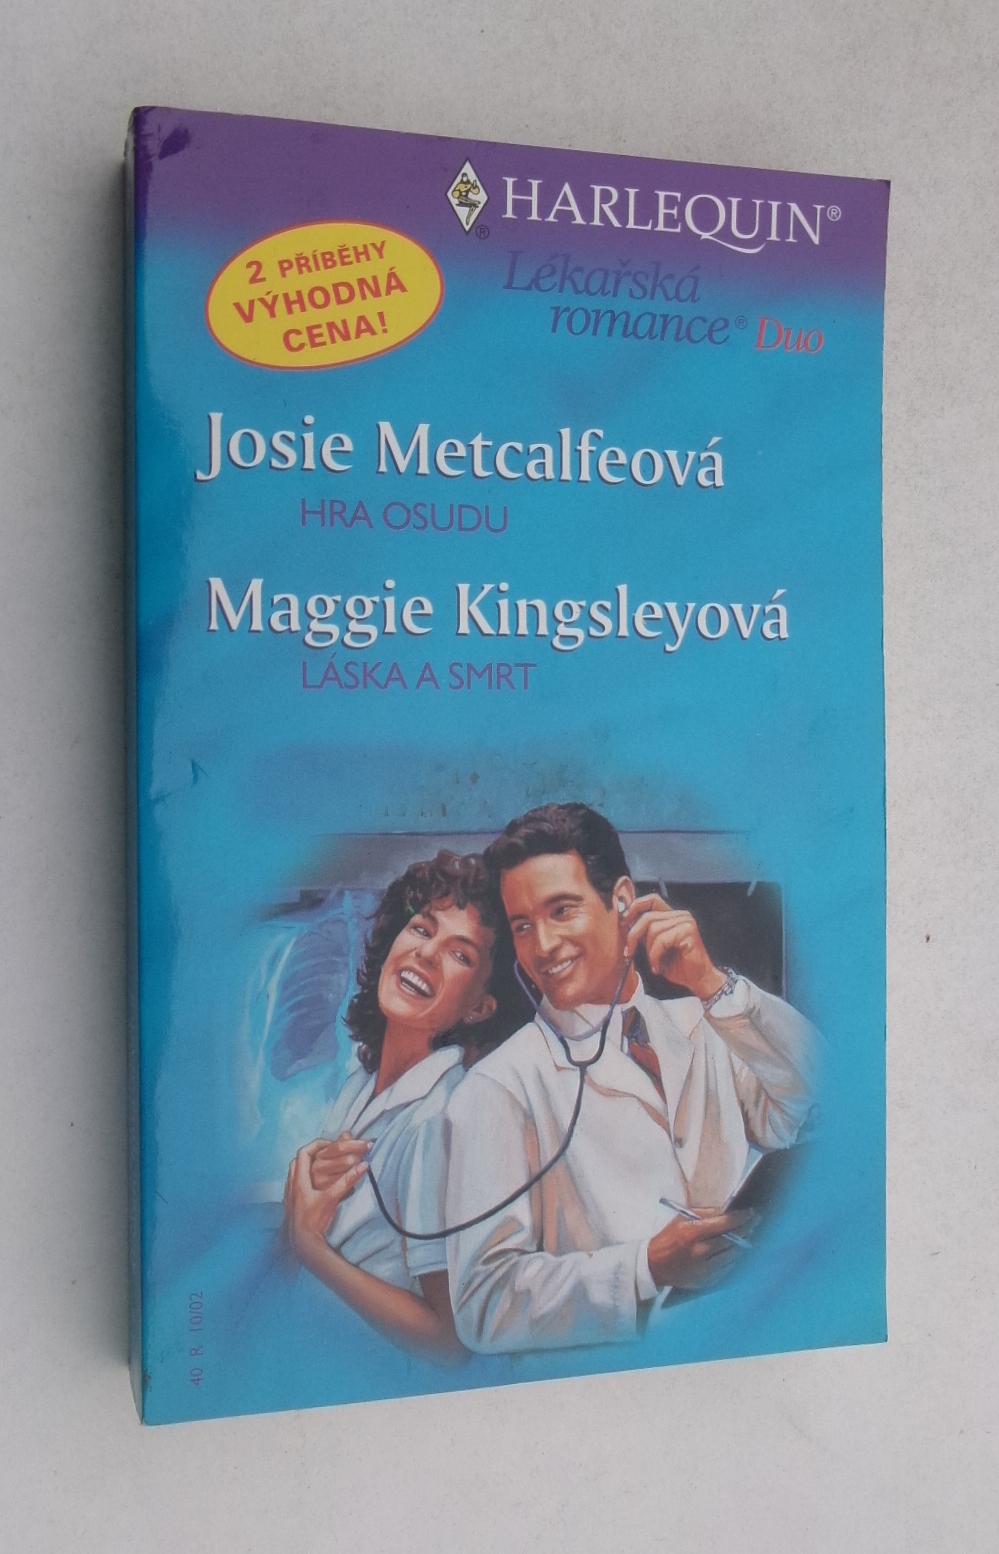 HARLEQUIN®
®
Lékařská
romance® Duo
2 PŘÍBĚHY
VÝHODNÁ
CENA!
Josie Metcalfeová
HRA OSUDU
Maggie Kingsleyová
LÁSKA A SMRT
40 R 10/02